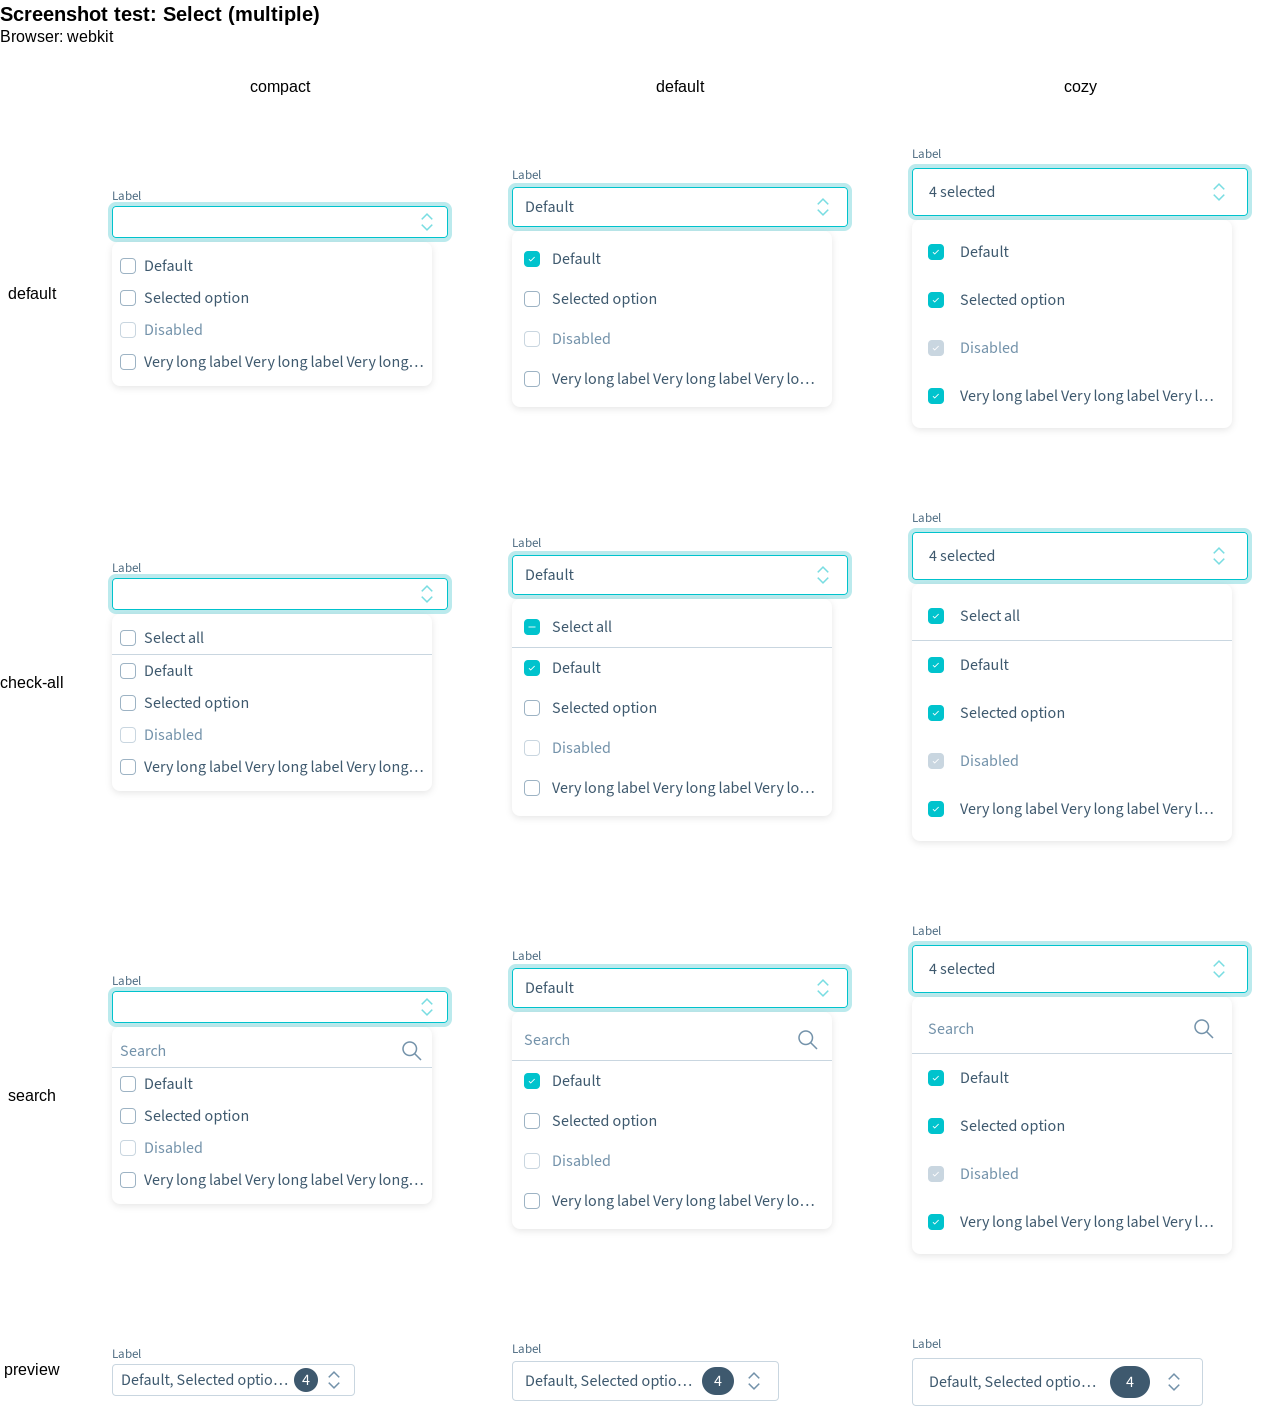 Screenshot test: Select (multiple)
Browser: webkit
compact
default
cozy
default
Label
Default
Selected option
Disabled
Very long label Very long label Very long…
Label
Default
Default
Selected option
Disabled
Very long label Very long label Very lo…
Label
4 selected
Default
Selected option
Disabled
Very long label Very long label Very l…
check-all
Label
Select all
Default
Selected option
Disabled
Very long label Very long label Very long…
Label
Default
Select all
Default
Selected option
Disabled
Very long label Very long label Very lo…
Label
4 selected
Select all
Default
Selected option
Disabled
Very long label Very long label Very l…
search
Label
Search
Default
Selected option
Disabled
Very long label Very long label Very long…
Label
Default
Search
Default
Selected option
Disabled
Very long label Very long label Very lo…
Label
4 selected
Search
Default
Selected option
Disabled
Very long label Very long label Very l…
preview
Label
Default, Selected optio… 4
Label
Default, Selected optio… 4
Label
Default, Selected optio… 4